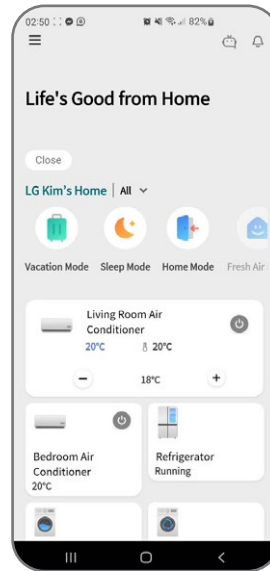 02:50
82%
Life's Good from Home
Close
LG Kim's Home | All
Vacation Mode
Sleep Mode
Home Mode
Fresh Air
Living Room Air
Conditioner
20°C
20°C
−
18°C
+
Bedroom Air
Conditioner
20°C
Refrigerator
Running